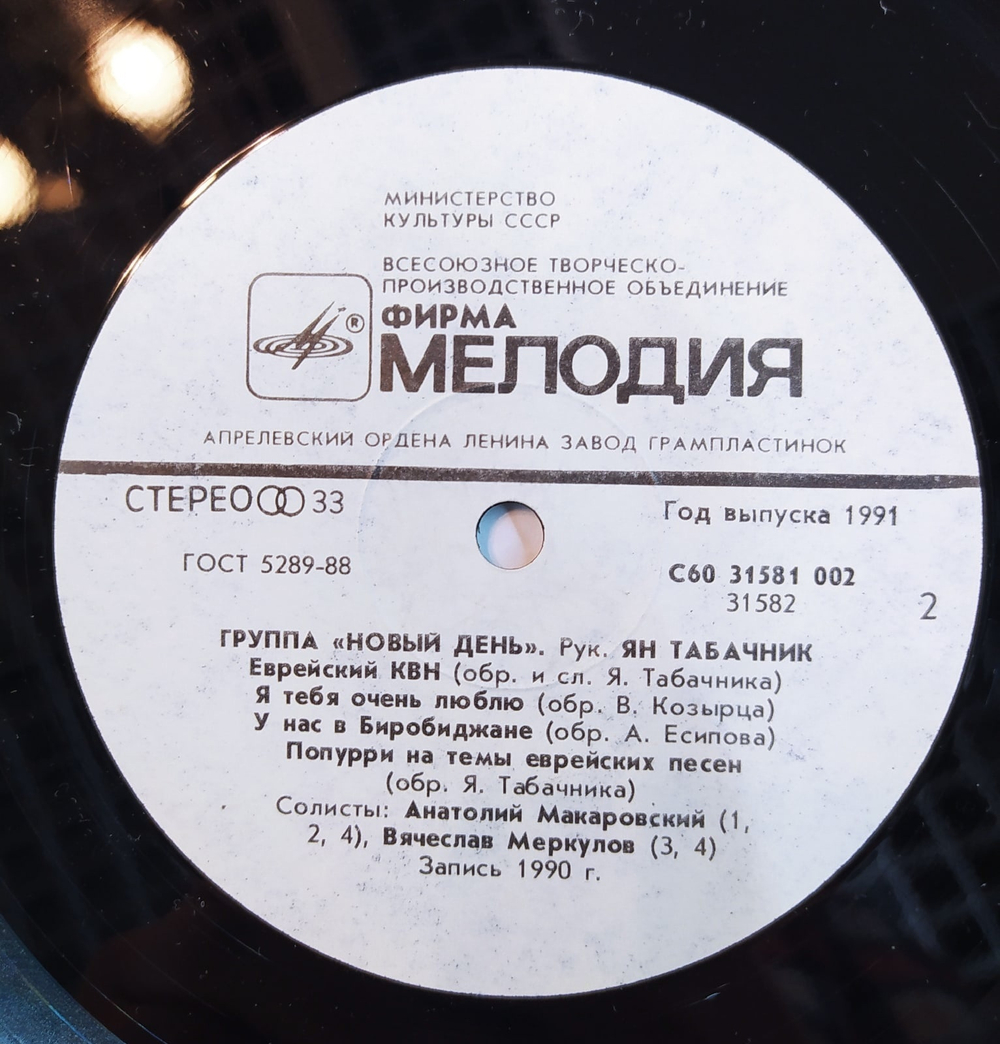 МИНИСТЕРСТВО
КУЛЬТУРЫ СССР
ВСЕСОЮЗНОЕ ТВОРЧЕСКО-
ПРОИЗВОДСТВЕННОЕ ОБЪЕДИНЕНИЕ
ФИРМА
®
МЕЛОДИЯ
АПРЕЛЕВСКИЙ ОРДЕНА ЛЕНИНА ЗАВОД ГРАМПЛАСТИНОК
СТЕРЕО 33
Год выпуска 1991
ГОСТ 5289-88
С60 31581 002
31582
2
ГРУППА «НОВЫЙ ДЕНЬ». Рук. ЯН ТАБАЧНИК
Еврейский КВН (обр. и сл. Я. Табачника)
Я тебя очень люблю (обр. В. Козырца)
У нас в Биробиджане (обр. А. Есипова)
Попурри на темы еврейских песен
(обр. Я. Табачника)
Солисты: Анатолий Макаровский (1,
2, 4), Вячеслав Меркулов (3, 4)
Запись 1990 г.